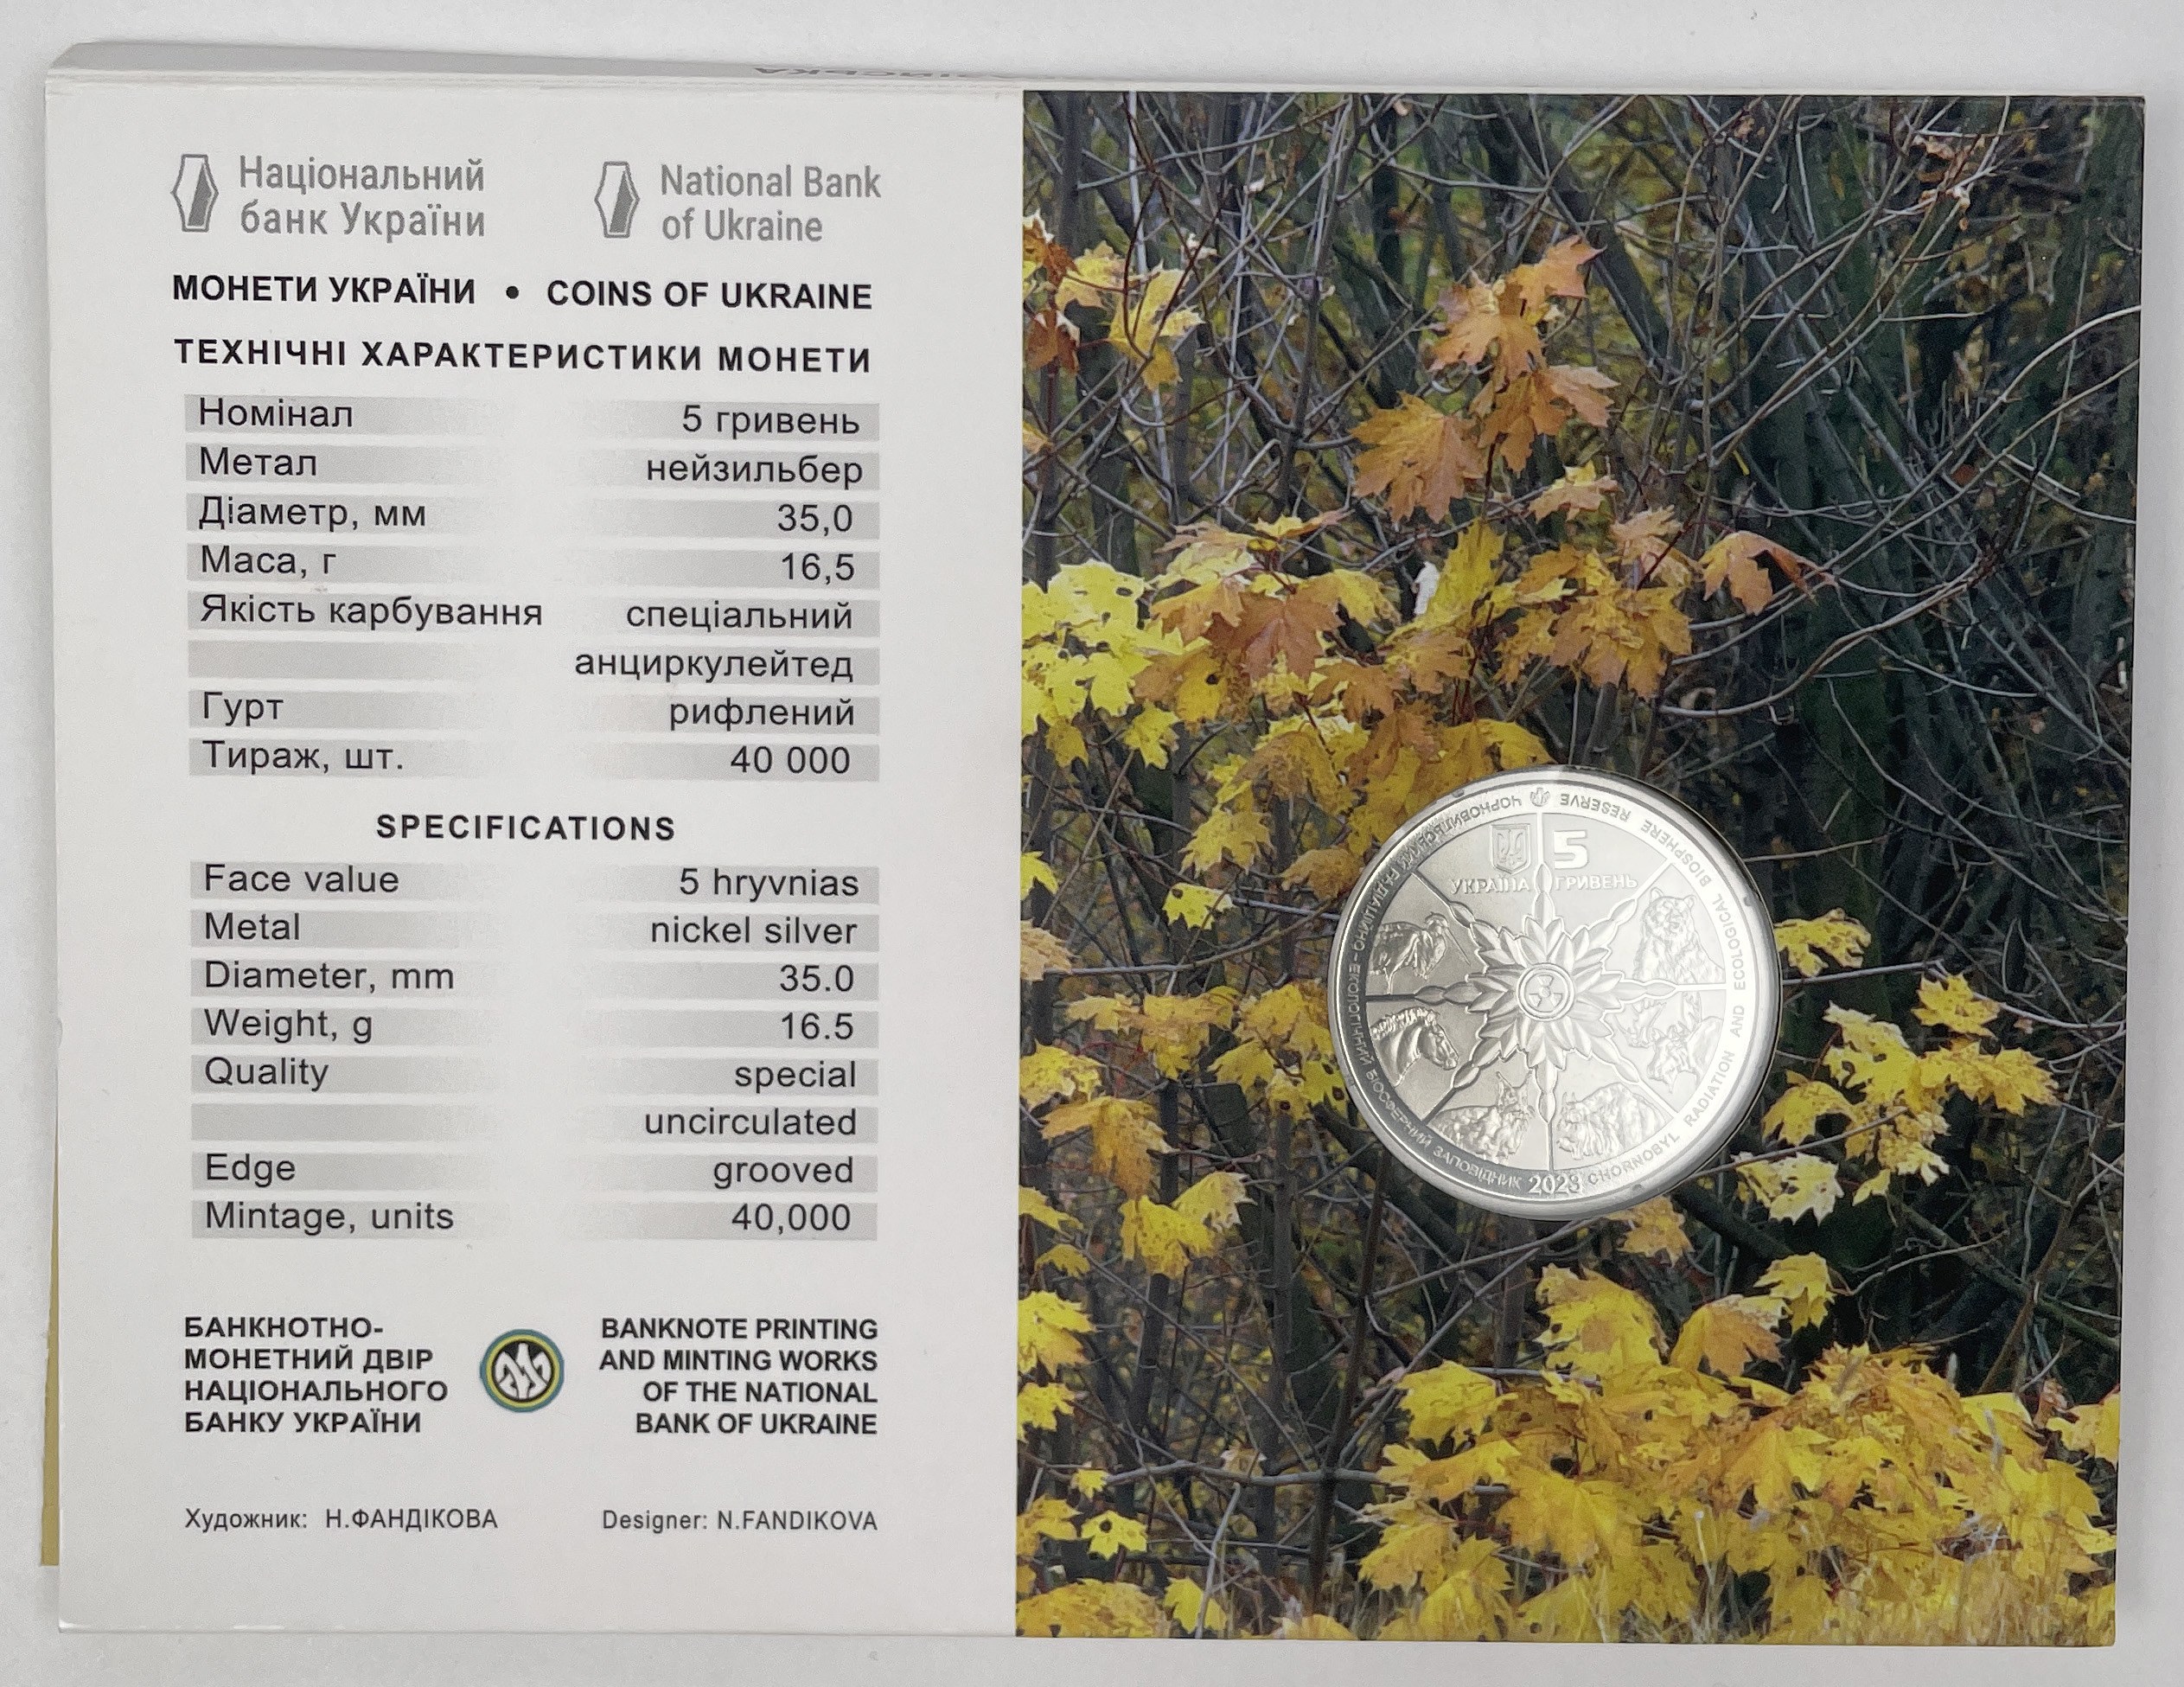 Національний
банк України
National Bank
of Ukraine
МОНЕТИ УКРАЇНИ • COINS OF UKRAINE
ТЕХНІЧНІ ХАРАКТЕРИСТИКИ МОНЕТИ
Номінал 5 гривень
Метал нейзильбер
Діаметр, мм 35,0
Маса, г 16,5
Якість карбування спеціальний
анциркулейтед
Гурт рифлений
Тираж, шт. 40 000
SPECIFICATIONS
Face value 5 hryvnias
Metal nickel silver
Diameter, mm 35.0
Weight, g 16.5
Quality special
uncirculated
Edge grooved
Mintage, units 40,000
БАНКНОТНО-
МОНЕТНИЙ ДВІР
НАЦІОНАЛЬНОГО
БАНКУ УКРАЇНИ
BANKNOTE PRINTING
AND MINTING WORKS
OF THE NATIONAL
BANK OF UKRAINE
Художник: Н.ФАНДІКОВА
Designer: N.FANDIKOVA
5
УКРАЇНА ГРИВЕНЬ
ЧОРНОБИЛЬСЬКИЙ РАДІАЦІЙНО-ЕКОЛОГІЧНИЙ БІОСФЕРНИЙ ЗАПОВІДНИК
2023
CHORNOBYL RADIATION AND ECOLOGICAL BIOSPHERE RESERVE